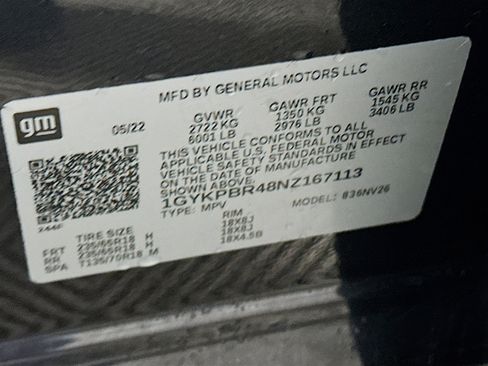 MFD BY GENERAL MOTORS LLC
gm
05/22
GVWR GAWR FRT GAWR RR
2722 KG 1350 KG 1545 KG
6001 LB 2976 LB 3406 LB
THIS VEHICLE CONFORMS TO ALL
APPLICABLE U.S. FEDERAL MOTOR
VEHICLE SAFETY STANDARDS IN EFFECT
ON THE DATE OF MANUFACTURE
SHOWN ABOVE.
1GYKPBR48NZ167113
TYPE: MPV MODEL: 836NV26
244F
TIRE SIZE RIM
FRT 235/65R18 H 18X8J
RR 235/65R18 H 18X8J
SPA T135/70R18 M 18X4.5B